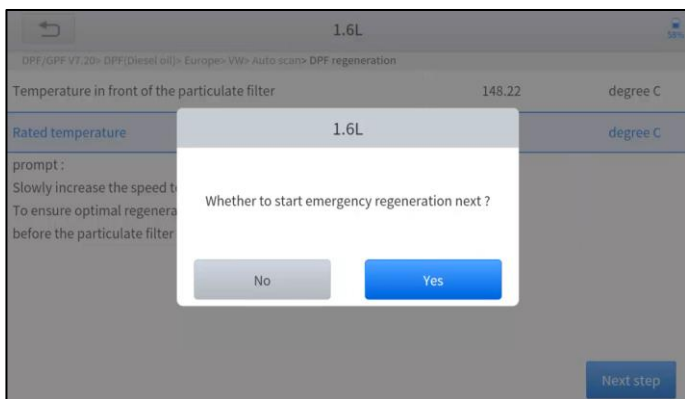 1.6L
58%
DPF/GPF V7.20> DPF(Diesel oil)> Europe> VW> Auto scan> DPF regeneration
Temperature in front of the particulate filter 148.22 degree C
Rated temperature degree C
1.6L
prompt :
Slowly increase the speed
To ensure optimal
before the particulate filter
Whether to start emergency regeneration next ?
No Yes
Next step